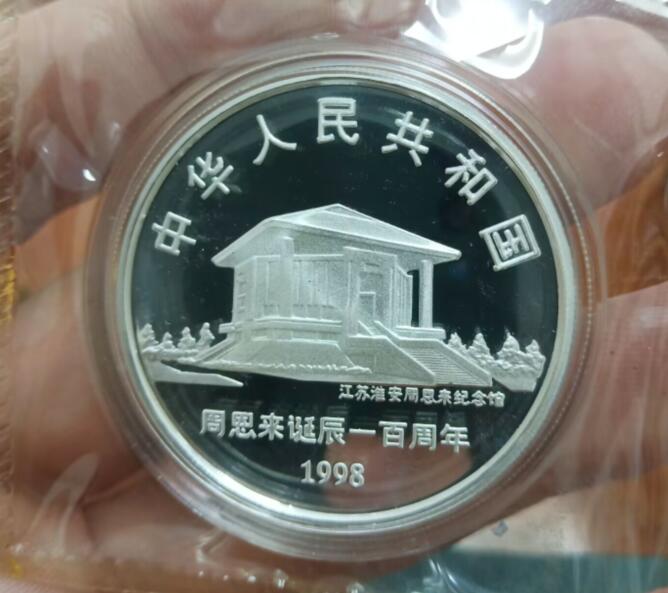 中华人民共和国
江苏淮安周恩来纪念馆
周恩来诞辰一百周年
1998